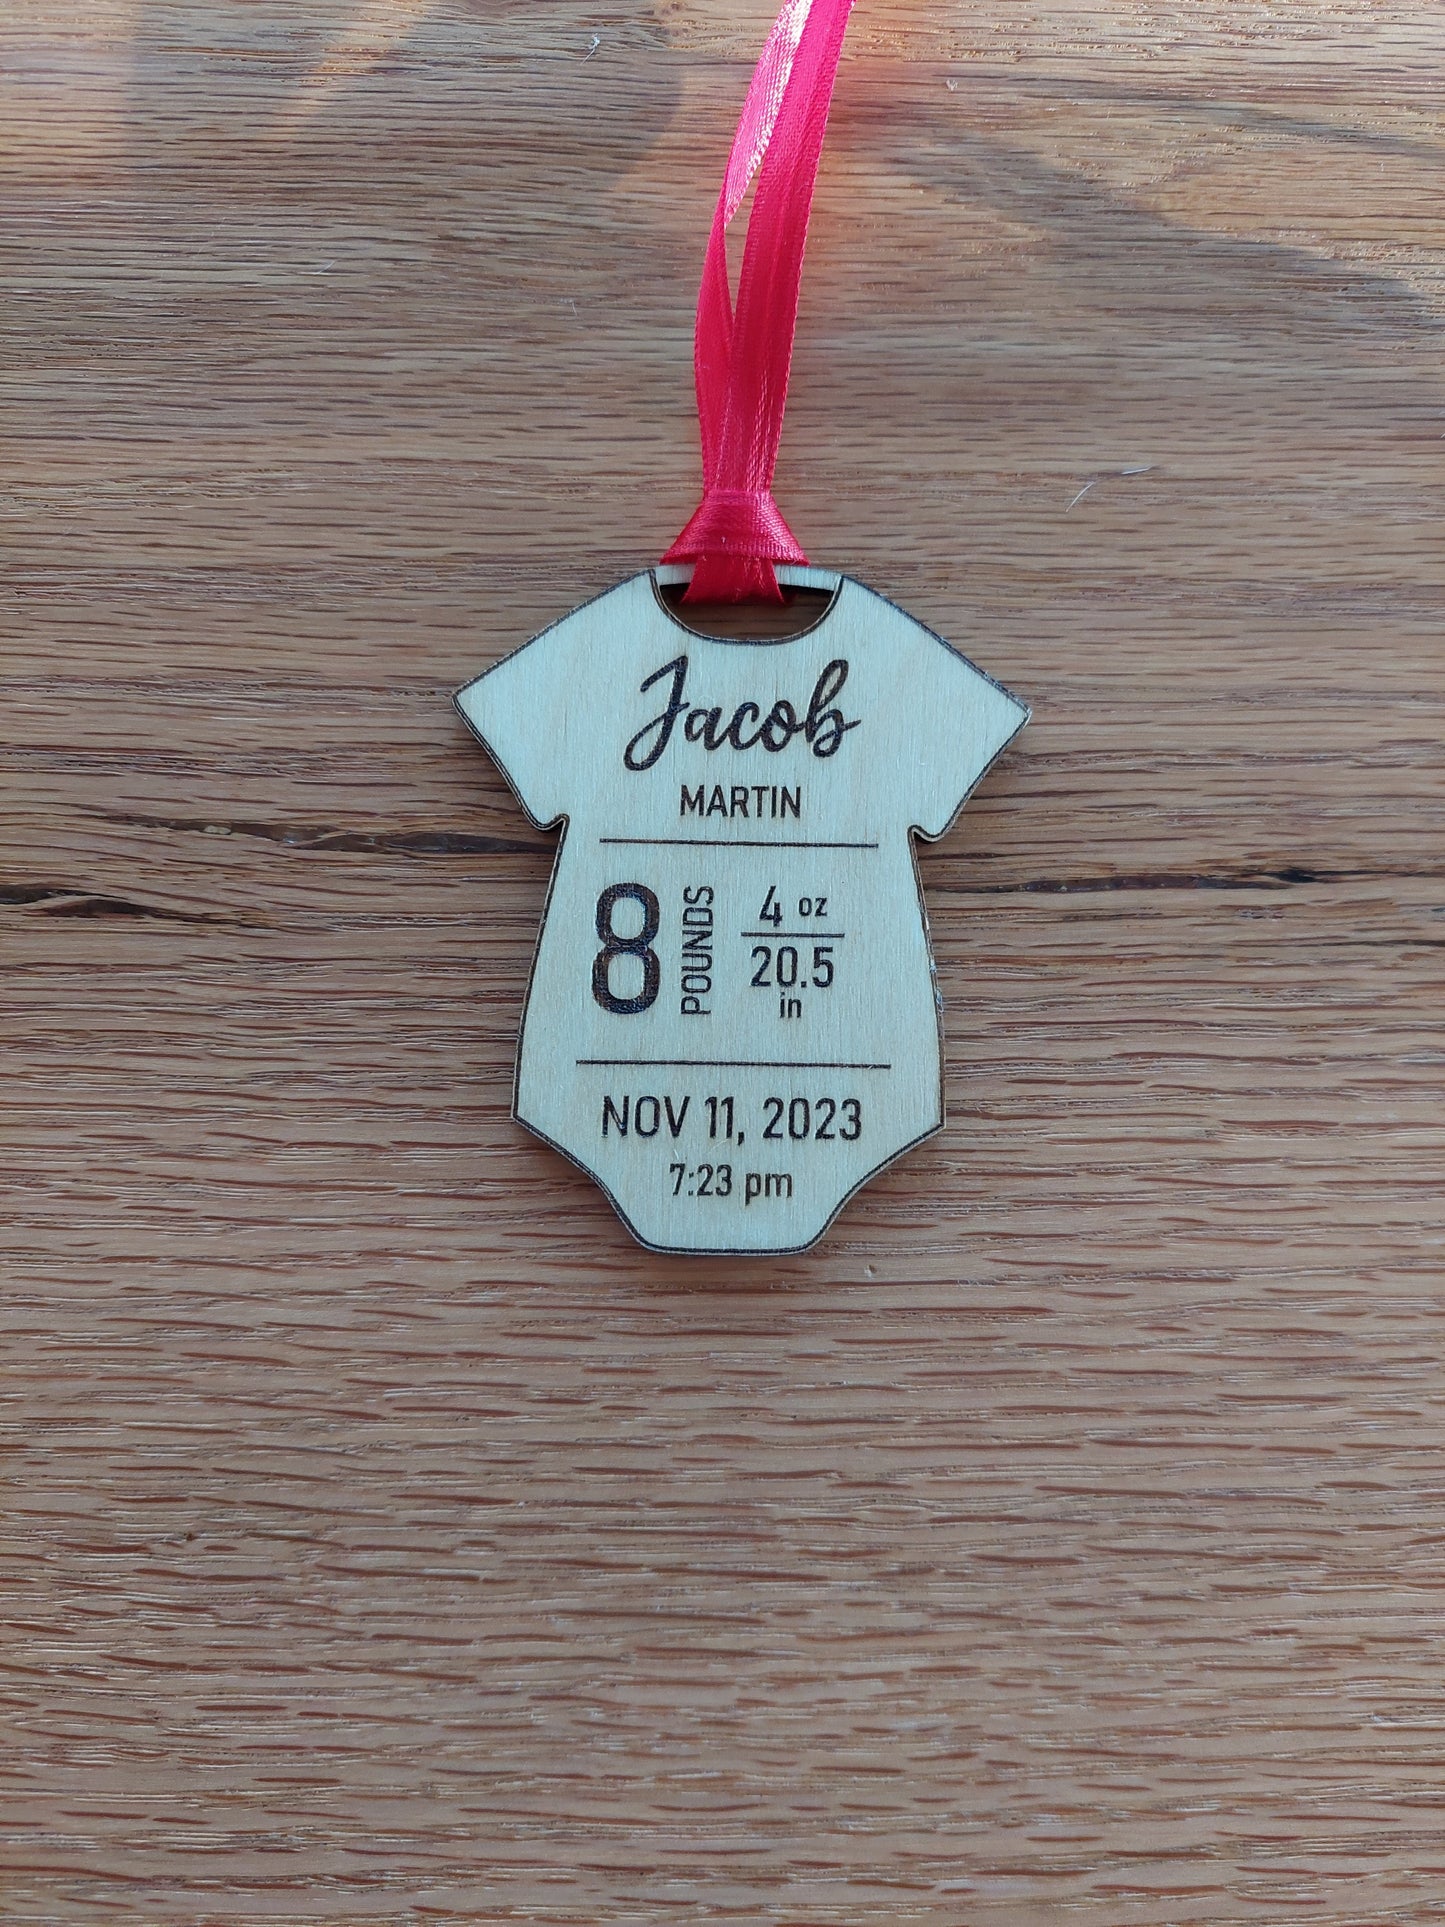 Jacob
MARTIN
8 POUNDS
4 oz
20.5
in
NOV 11, 2023
7:23 pm